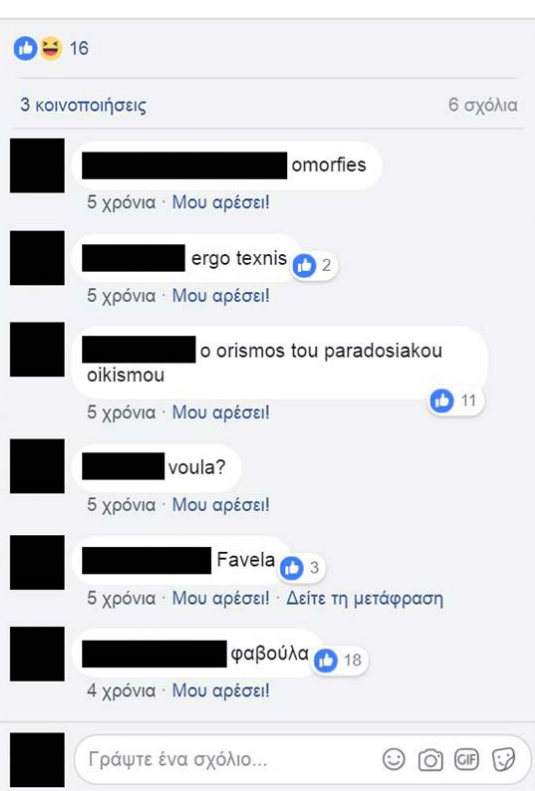 16
3 κοινοποιήσεις 6 σχόλια
omorfies
5 χρόνια · Μου αρέσει!
ergo texnis 2
5 χρόνια · Μου αρέσει!
o orismos tou paradosiakou
oikismou
11
5 χρόνια · Μου αρέσει!
voula?
5 χρόνια · Μου αρέσει!
Favela 3
5 χρόνια · Μου αρέσει! · Δείτε τη μετάφραση
φαβούλα 18
4 χρόνια · Μου αρέσει!
Γράψτε ένα σχόλιο... GIF